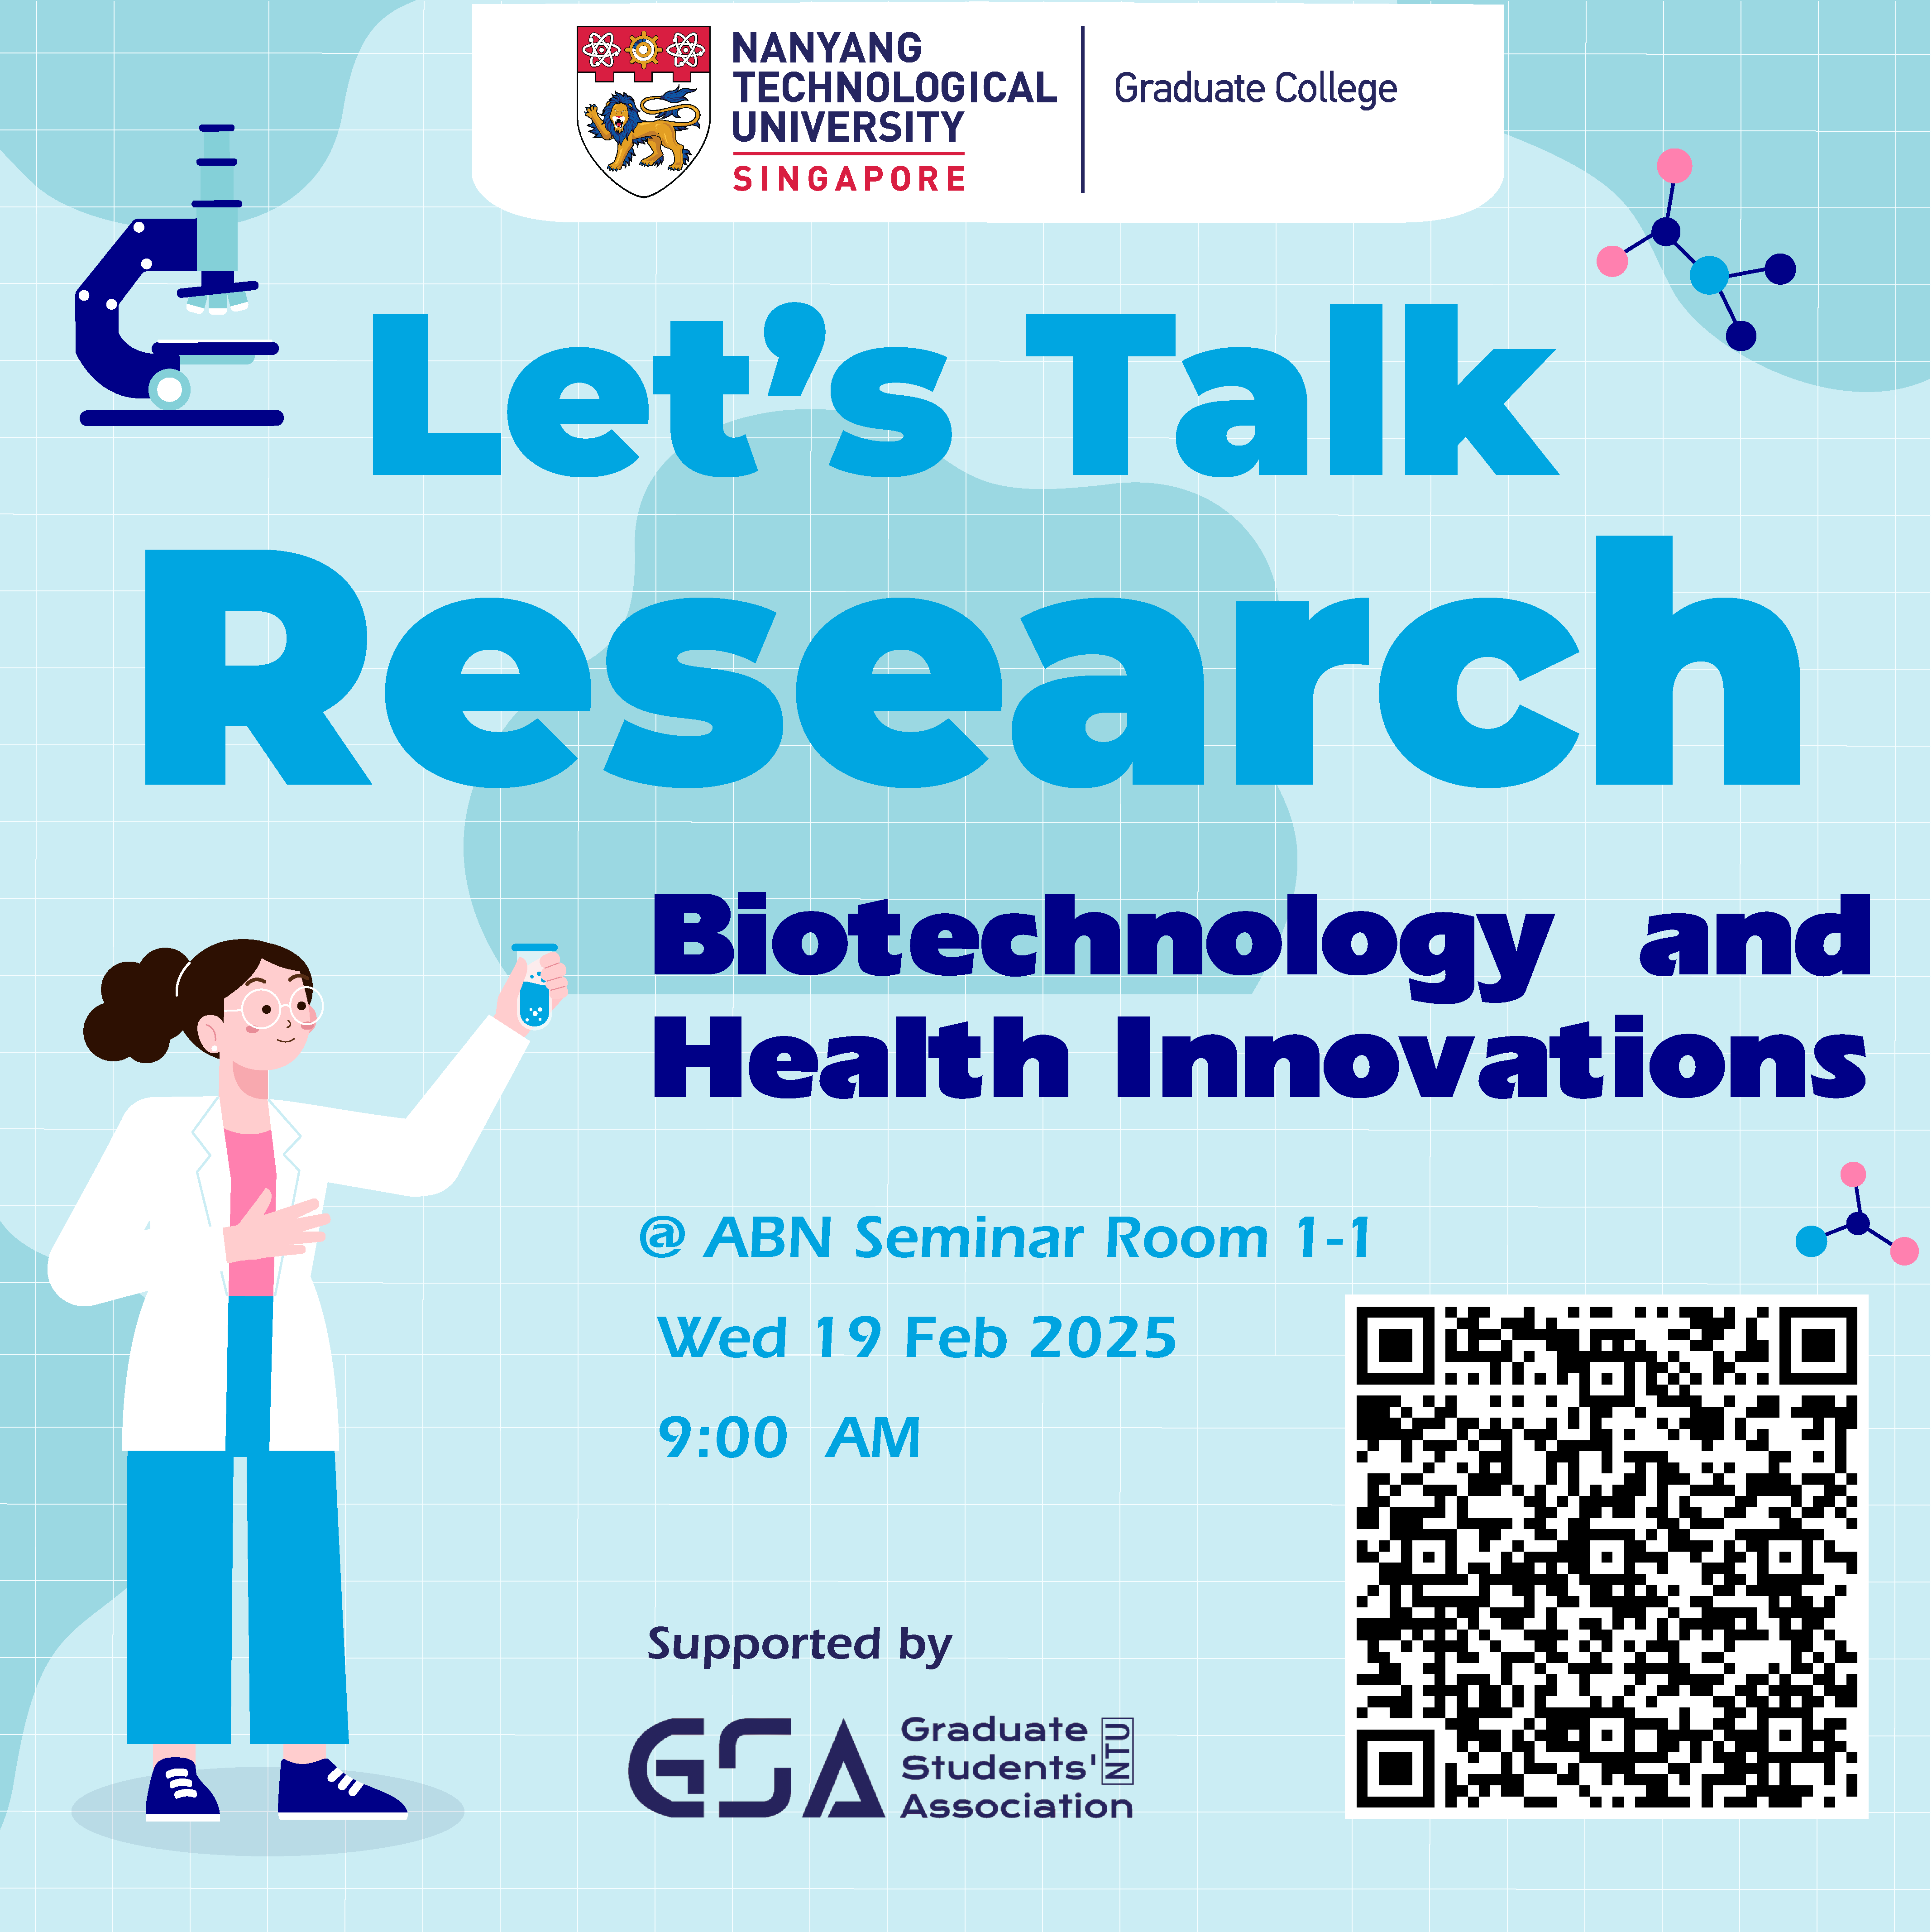 NANYANG
TECHNOLOGICAL
UNIVERSITY
SINGAPORE
Graduate College
Let's Talk
Research
Biotechnology and
Health Innovations
@ ABN Seminar Room 1-1
Wed 19 Feb 2025
9:00 AM
Supported by
GSA
Graduate
Students'
Association
NTU